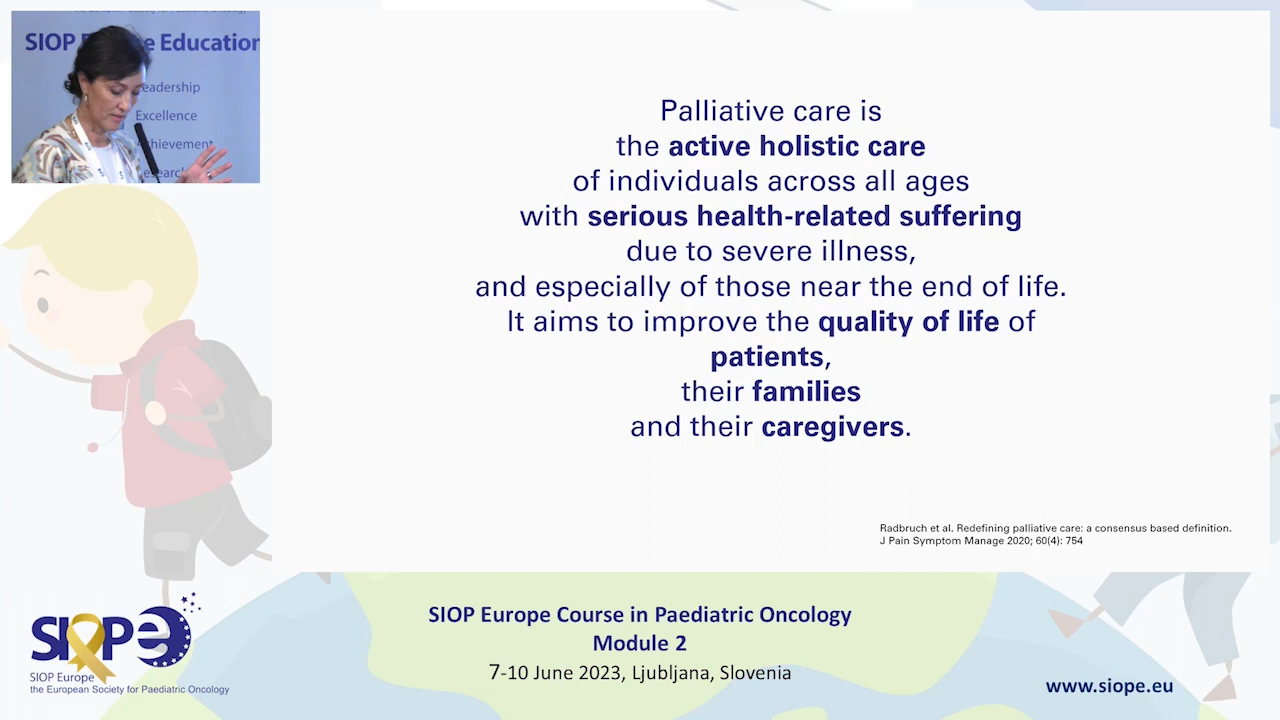 SIOP Europe Education
eadership
Excellence
chievement
esearch
Palliative care is
the active holistic care
of individuals across all ages
with serious health-related suffering
due to severe illness,
and especially of those near the end of life.
It aims to improve the quality of life of
patients,
their families
and their caregivers.
Radbruch et al. Redefining palliative care: a consensus based definition.
J Pain Symptom Manage 2020; 60(4): 754
SIOP e
SIOP Europe
the European Society for Paediatric Oncology
SIOP Europe Course in Paediatric Oncology
Module 2
7-10 June 2023, Ljubljana, Slovenia
www.siope.eu